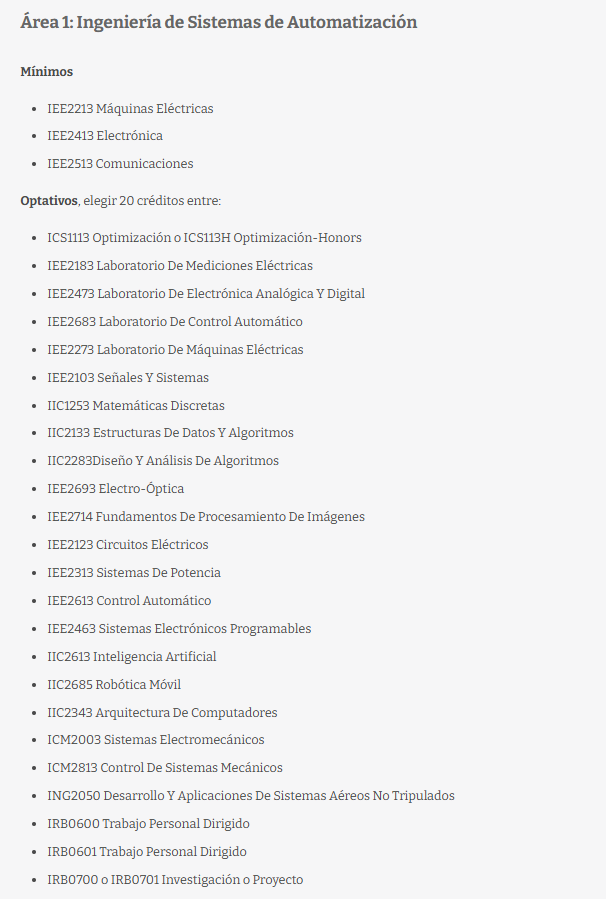 Área 1: Ingeniería de Sistemas de Automatización
Mínimos
• IEE2213 Máquinas Eléctricas
• IEE2413 Electrónica
• IEE2513 Comunicaciones
Optativos, elegir 20 créditos entre:
• ICS1113 Optimización o ICS113H Optimización-Honors
• IEE2183 Laboratorio De Mediciones Eléctricas
• IEE2473 Laboratorio De Electrónica Analógica Y Digital
• IEE2683 Laboratorio De Control Automático
• IEE2273 Laboratorio De Máquinas Eléctricas
• IEE2103 Señales Y Sistemas
• IIC1253 Matemáticas Discretas
• IIC2133 Estructuras De Datos Y Algoritmos
• IIC2283Diseño Y Análisis De Algoritmos
• IEE2693 Electro-Óptica
• IEE2714 Fundamentos De Procesamiento De Imágenes
• IEE2123 Circuitos Eléctricos
• IEE2313 Sistemas De Potencia
• IEE2613 Control Automático
• IEE2463 Sistemas Electrónicos Programables
• IIC2613 Inteligencia Artificial
• IIC2685 Robótica Móvil
• IIC2343 Arquitectura De Computadores
• ICM2003 Sistemas Electromecánicos
• ICM2813 Control De Sistemas Mecánicos
• ING2050 Desarrollo Y Aplicaciones De Sistemas Aéreos No Tripulados
• IRB0600 Trabajo Personal Dirigido
• IRB0601 Trabajo Personal Dirigido
• IRB0700 o IRB0701 Investigación o Proyecto